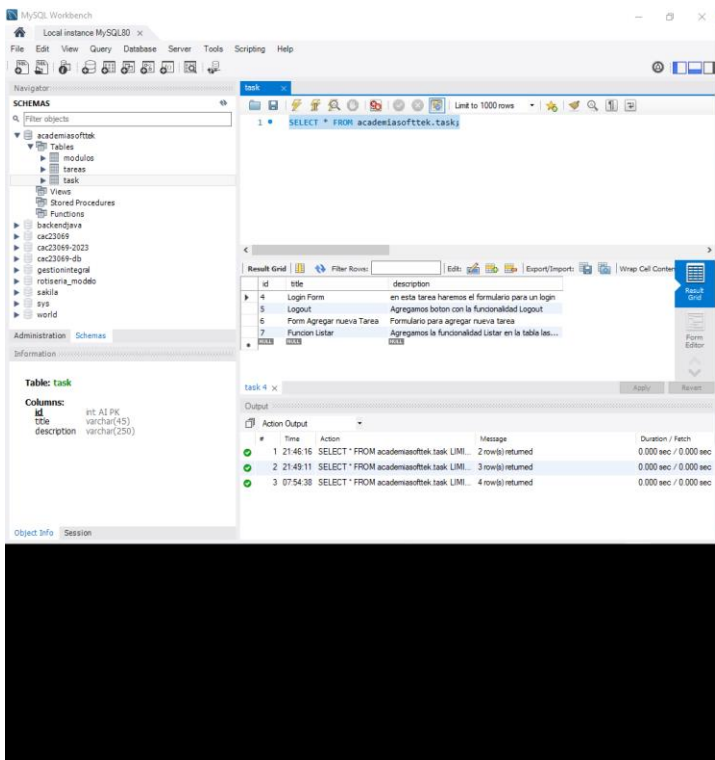 MySQL Workbench
Local instance MySQL80 ×
File Edit View Query Database Server Tools Scripting Help
Navigator
SCHEMAS
Filter objects
academiasofttek
Tables
modulos
tareas
task
Views
Stored Procedures
Functions
backendjava
cac23069
cac23069-2023
cac23069-db
gestionintegral
rotiseria_modelo
sakila
sys
world
Administration Schemas
Information
Table: task
Columns:
id int AI PK
title varchar(45)
description varchar(250)
Object Info Session
task ×
Limit to 1000 rows
1 SELECT * FROM academiasofttek.task;
Result Grid Filter Rows: Edit: Export/Import: Wrap Cell Conten
id title description
4 Login Form en esta tarea haremos el formulario para un login
5 Logout Agregamos boton con la funcionalidad Logout
6 Form Agregar nueva Tarea Formulario para agregar nueva tarea
7 Funcion Listar Agregamos la funcionalidad Listar en la tabla las...
NULL NULL NULL
Result Grid
Form Editor
task 4 × Apply Revert
Output
Action Output
# Time Action Message Duration / Fetch
1 21:46:16 SELECT * FROM academiasofttek.task LIMI... 2 row(s) returned 0.000 sec / 0.000 sec
2 21:49:11 SELECT * FROM academiasofttek.task LIMI... 3 row(s) returned 0.000 sec / 0.000 sec
3 07:54:38 SELECT * FROM academiasofttek.task LIMI... 4 row(s) returned 0.000 sec / 0.000 sec